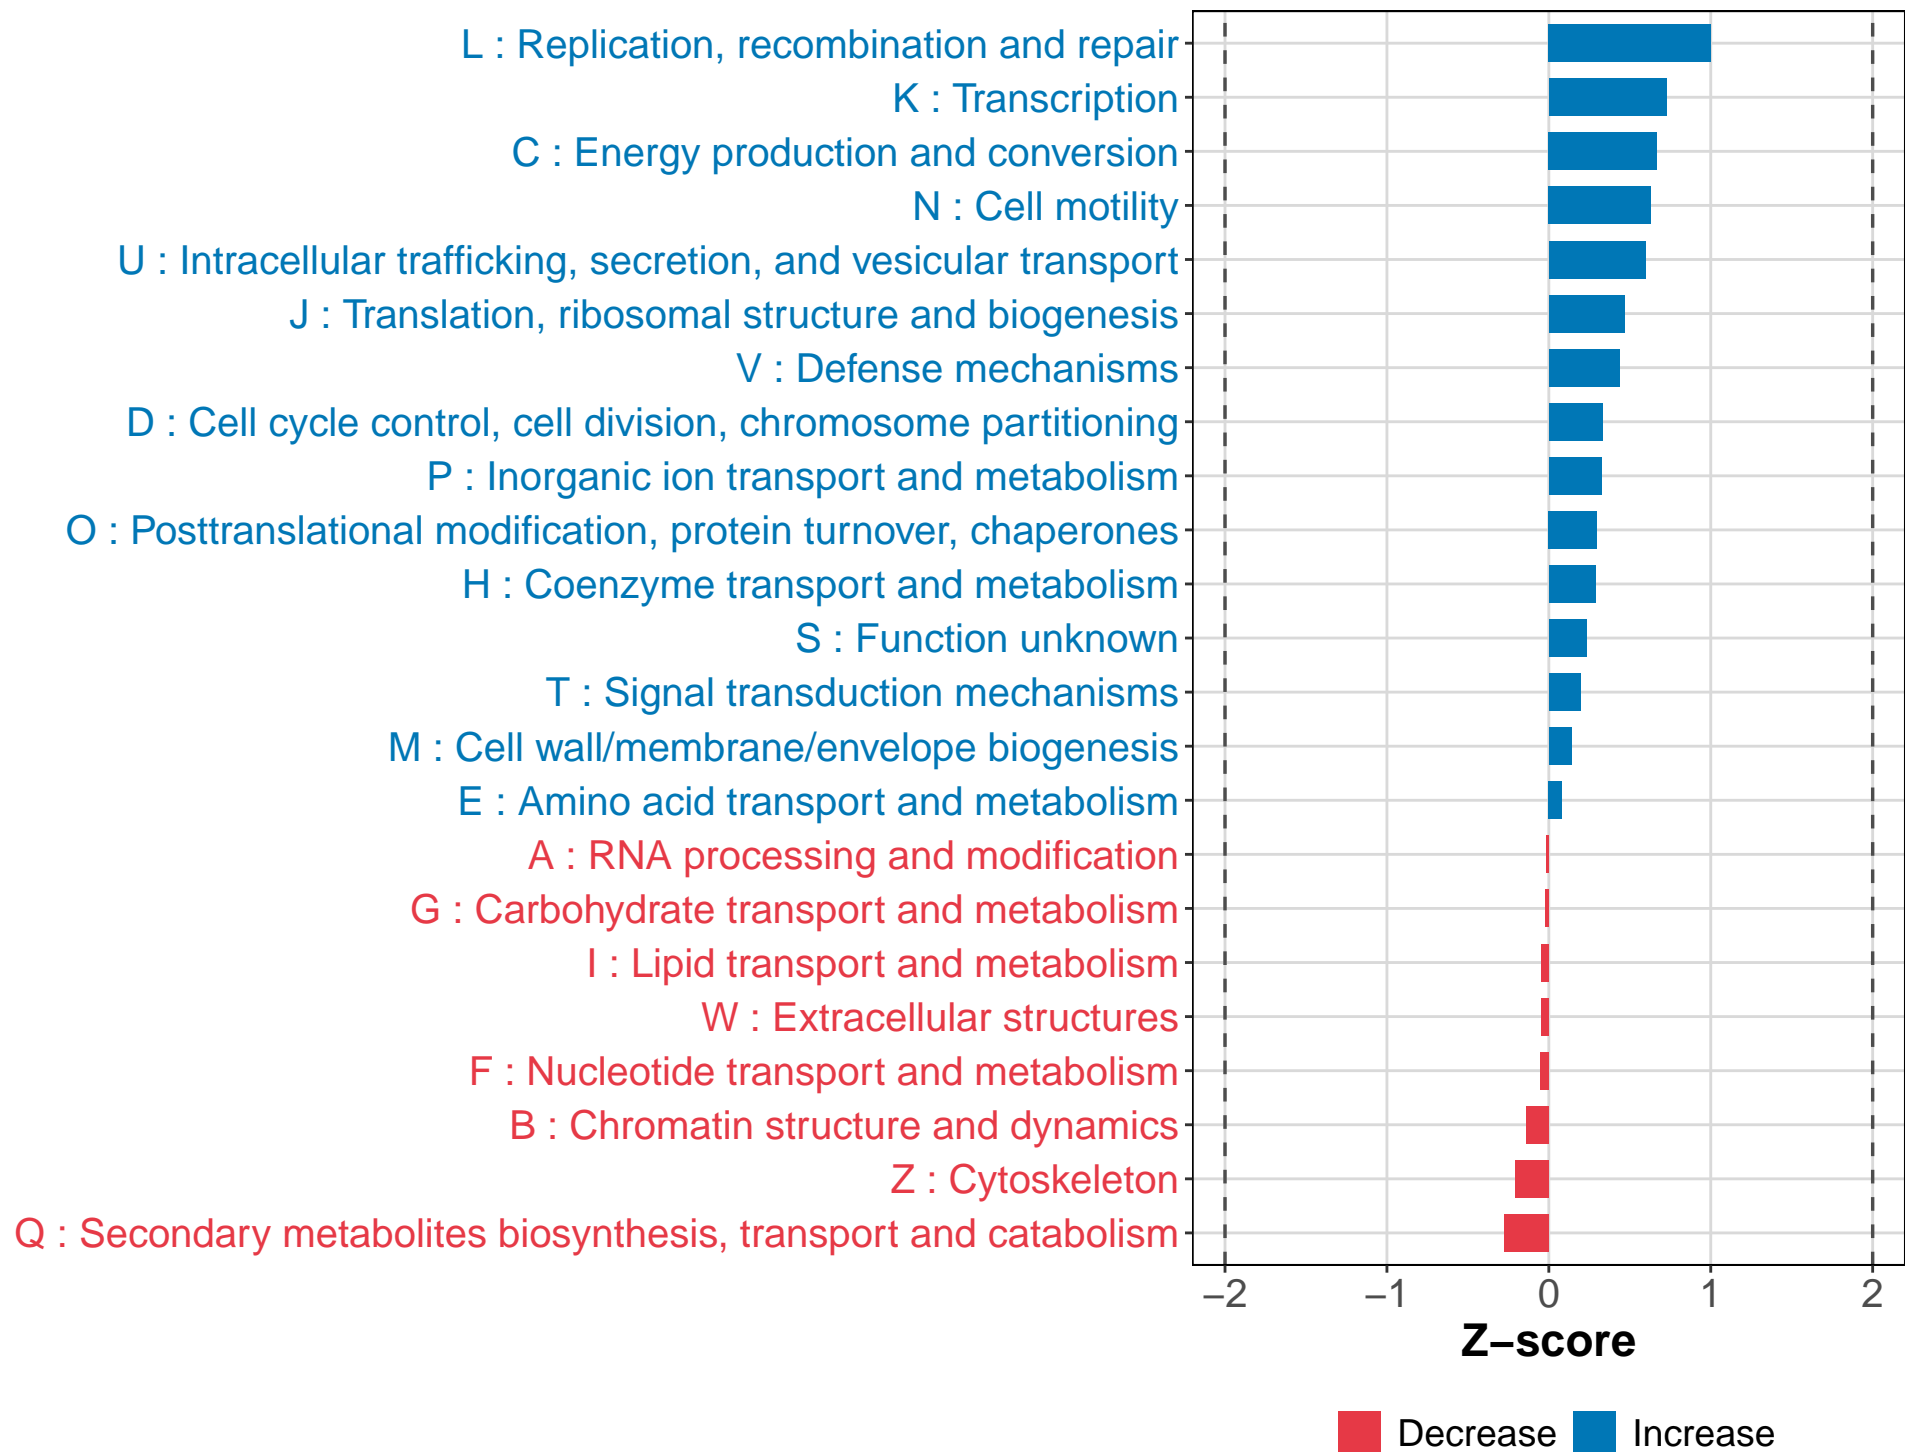 L : Replication, recombination and repair
K : Transcription
C : Energy production and conversion
N : Cell motility
U : Intracellular trafficking, secretion, and vesicular transport
J : Translation, ribosomal structure and biogenesis
V : Defense mechanisms
D : Cell cycle control, cell division, chromosome partitioning
P : Inorganic ion transport and metabolism
O : Posttranslational modification, protein turnover, chaperones
H : Coenzyme transport and metabolism
S : Function unknown
T : Signal transduction mechanisms
M : Cell wall/membrane/envelope biogenesis
E : Amino acid transport and metabolism
A : RNA processing and modification
G : Carbohydrate transport and metabolism
I : Lipid transport and metabolism
W : Extracellular structures
F : Nucleotide transport and metabolism
B : Chromatin structure and dynamics
Z : Cytoskeleton
Q : Secondary metabolites biosynthesis, transport and catabolism
−2 −1 0 1 2
Z−score
Decrease Increase